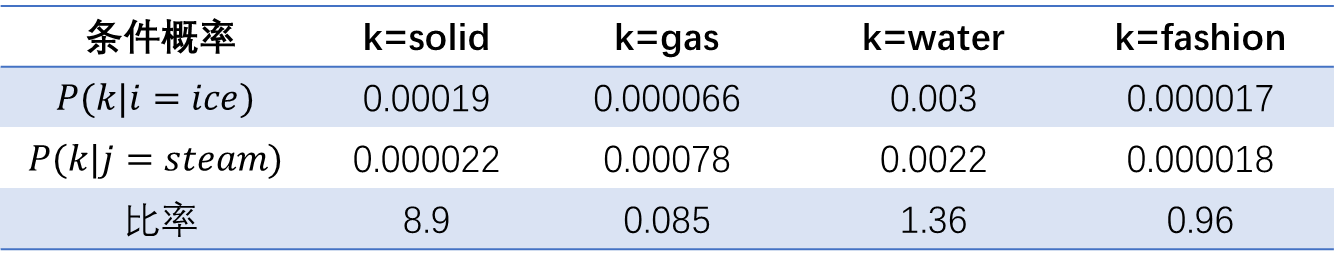 条件概率 k=solid k=gas k=water k=fashion
P(k|i = ice) 0.00019 0.000066 0.003 0.000017
P(k|j = steam) 0.000022 0.00078 0.0022 0.000018
比率 8.9 0.085 1.36 0.96